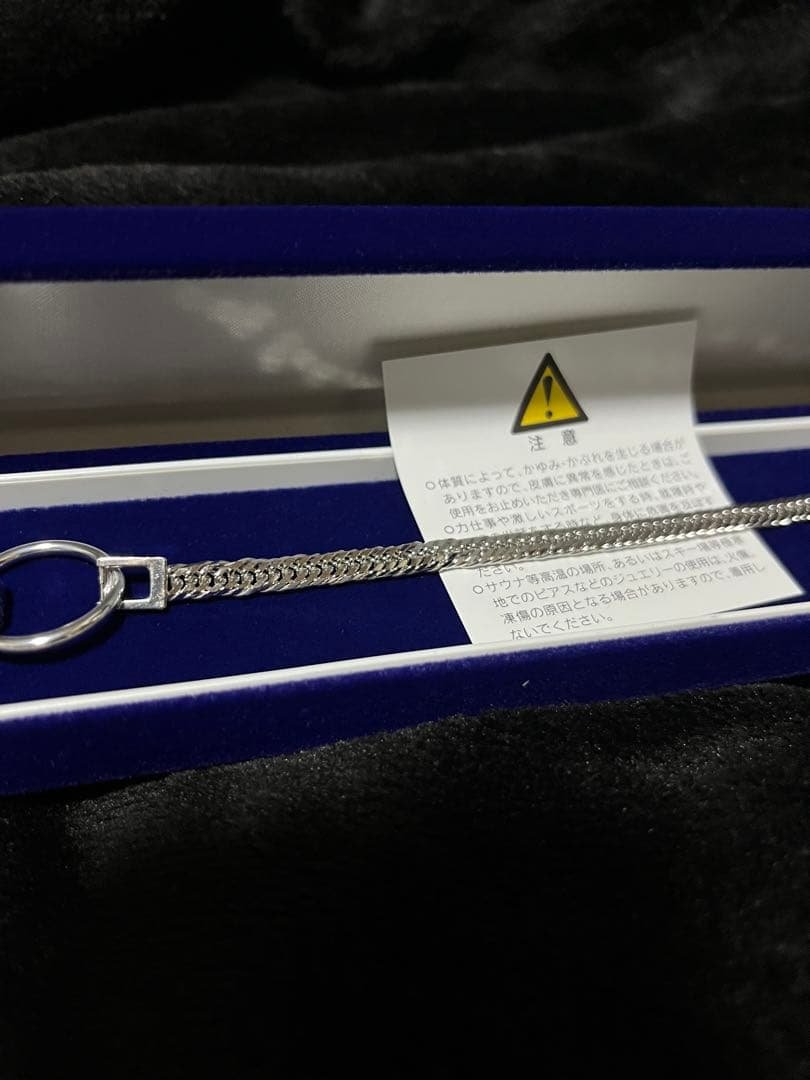 注意
○体質によって、かゆみ・かぶれを生じる場合が
ありますので、皮膚に異常を感じたときは、ご
使用をお止めいただき専門医にご相談ください。
○力仕事や激しいスポーツをする時、
ださい。
○サウナ等高温の場所、あるいはスキー場等極寒
地でのピアスなどのジュエリーの使用は、火傷、
凍傷の原因となる場合がありますので、着用し
ないでください。